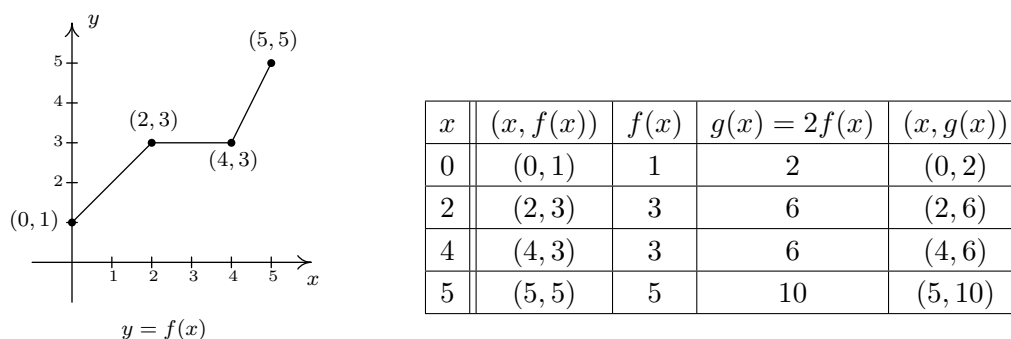 y
(5, 5)
5
4
(2, 3)
3
(4, 3)
2
(0, 1)
1 2 3 4 5
x
y = f(x)
x (x, f(x)) f(x) g(x) = 2f(x) (x, g(x))
0 (0, 1) 1 2 (0, 2)
2 (2, 3) 3 6 (2, 6)
4 (4, 3) 3 6 (4, 6)
5 (5, 5) 5 10 (5, 10)